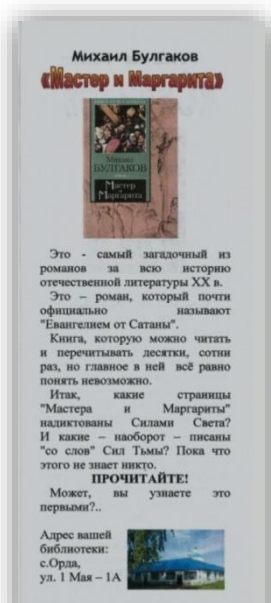 Михаил Булгаков
«Мастер и Маргарита»
Михаил
БУЛГАКОВ
Мастер
и
Маргарита
Это - самый загадочный из
романов за всю историю
отечественной литературы XX в.
Это – роман, который почти
официально называют
"Евангелием от Сатаны".
Книга, которую можно читать
и перечитывать десятки, сотни
раз, но главное в ней всё равно
понять невозможно.
Итак, какие страницы
"Мастера и Маргариты"
надиктованы Силами Света?
И какие – наоборот – писаны
"со слов" Сил Тьмы? Пока что
этого не знает никто.
ПРОЧИТАЙТЕ!
Может, вы узнаете это
первыми?..
Адрес вашей
библиотеки:
с.Орда,
ул. 1 Мая – 1А